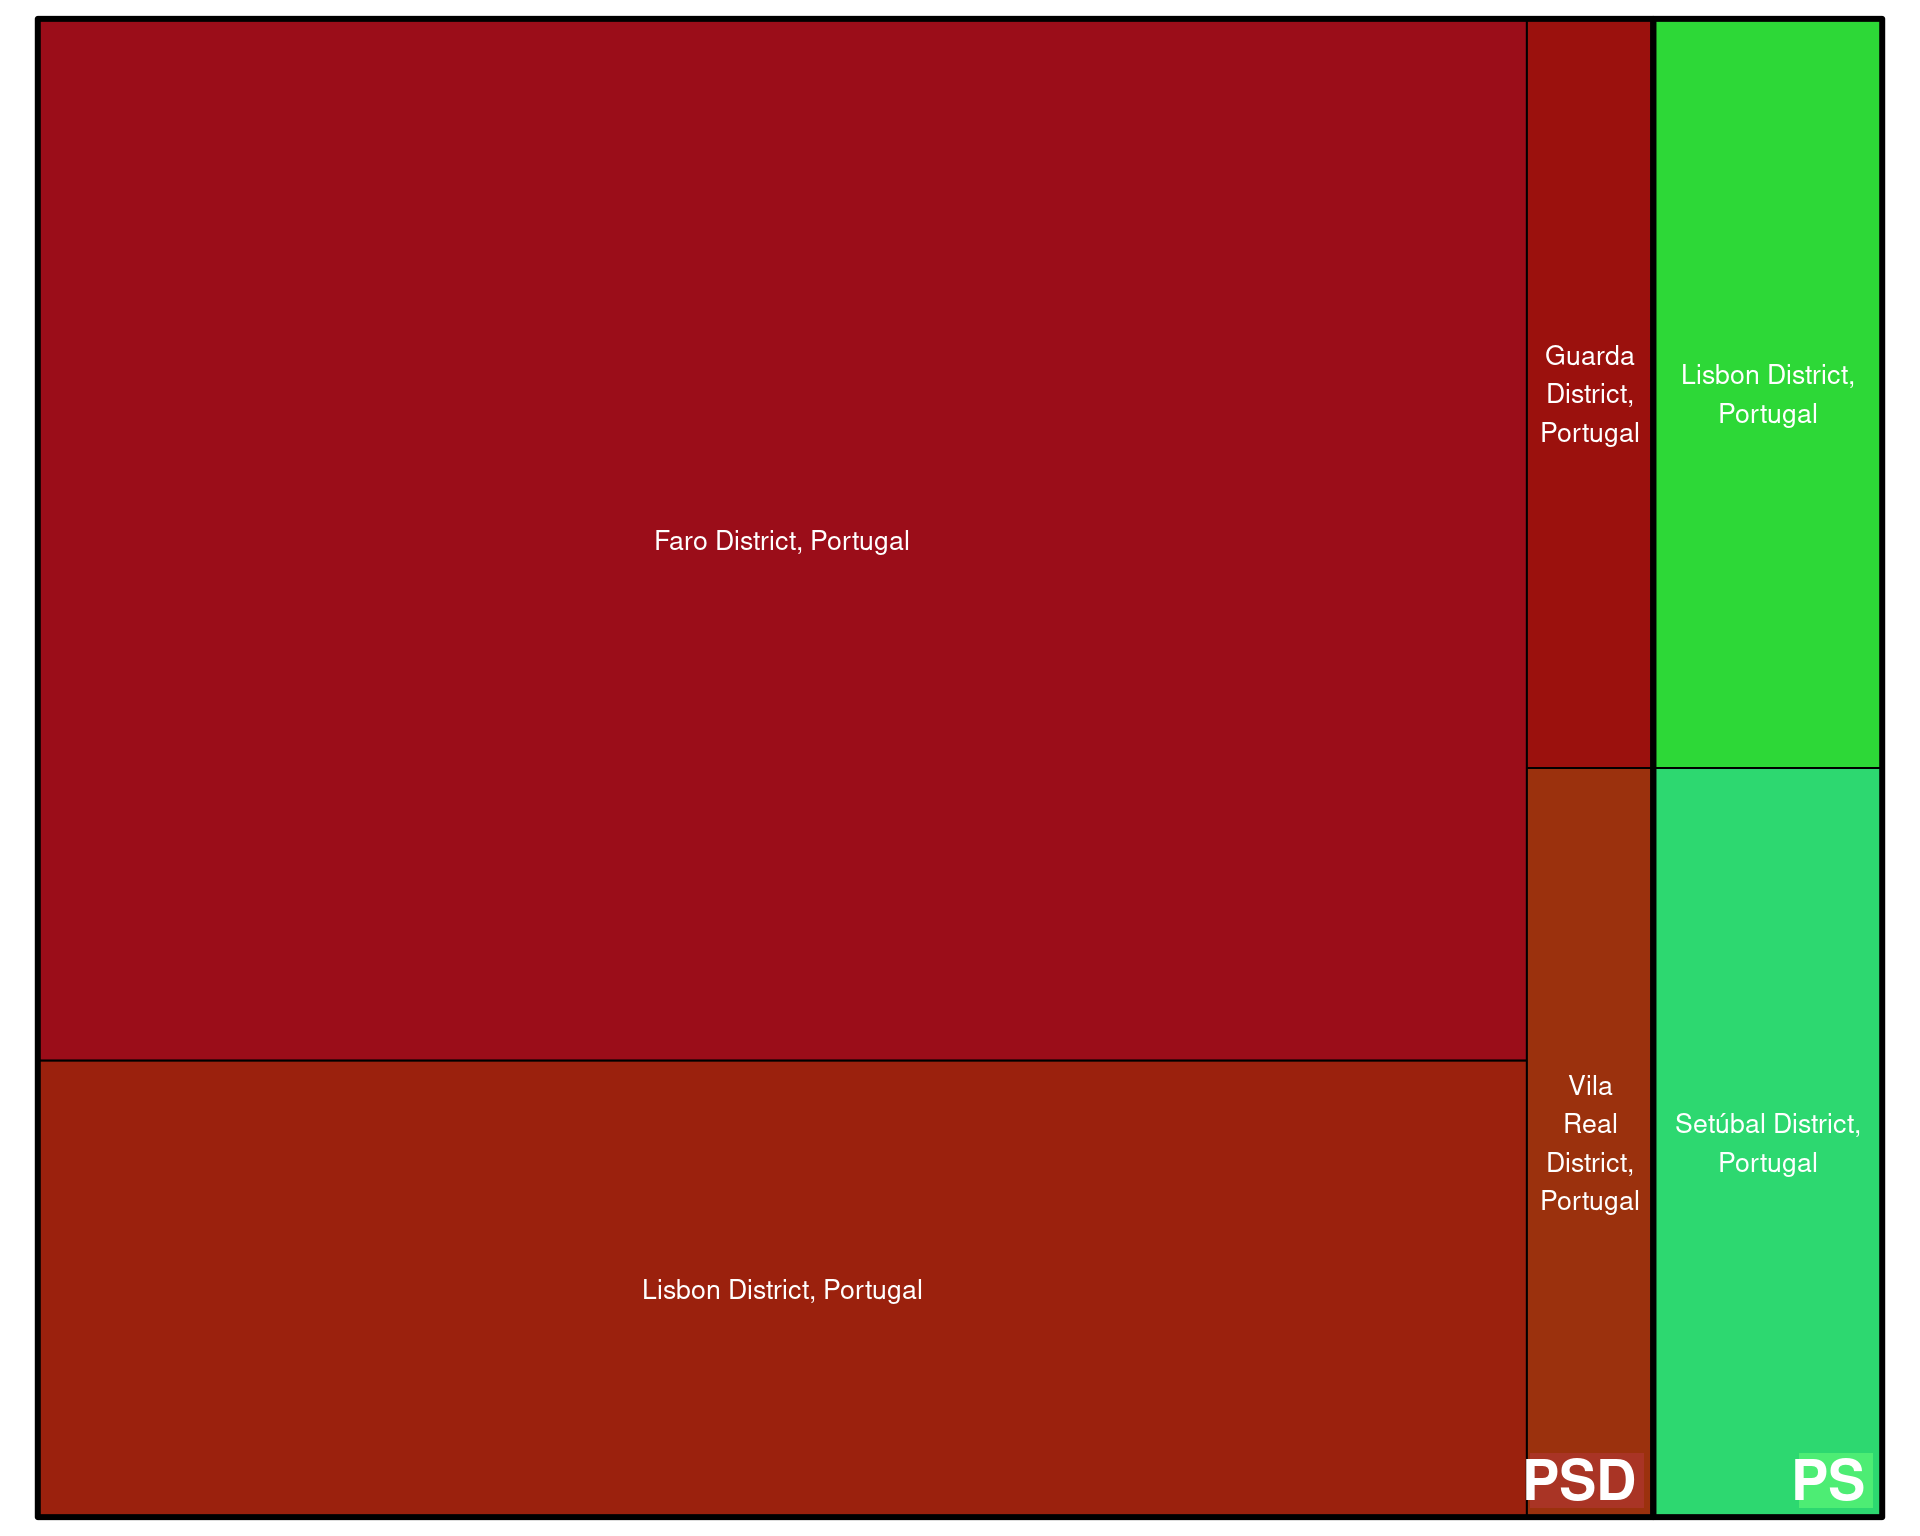 Faro District, Portugal
Lisbon District, Portugal
Guarda
District,
Portugal
Vila
Real
District,
Portugal
PSD
Lisbon District,
Portugal
Setúbal District,
Portugal
PS